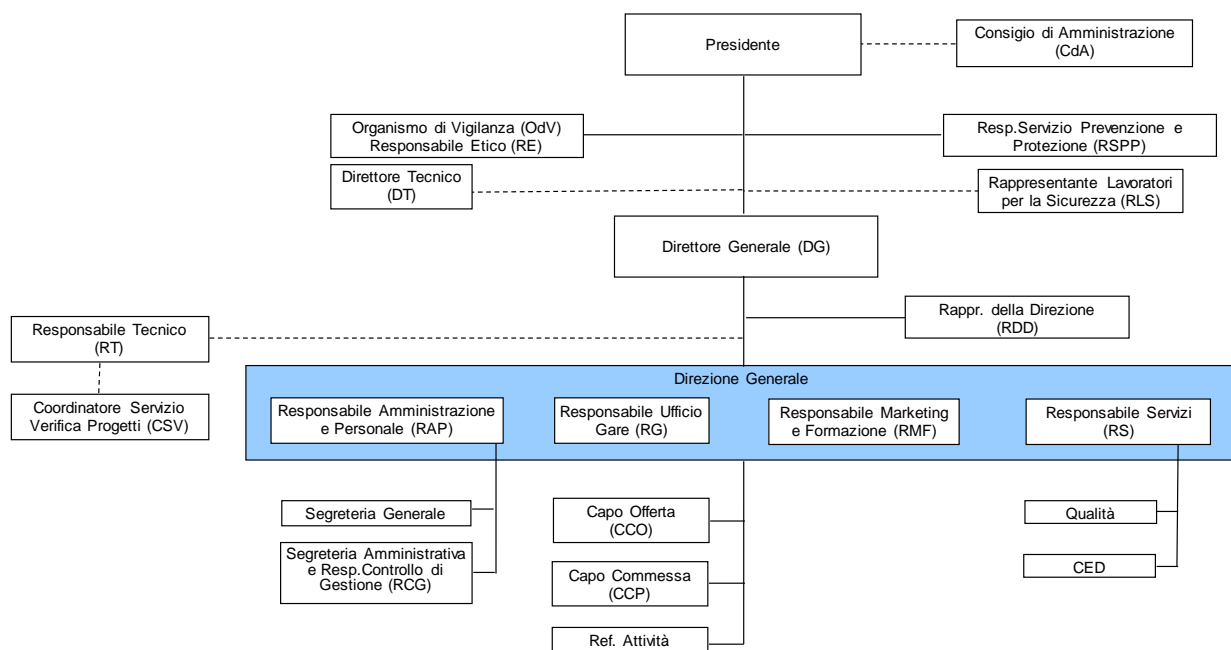 Presidente
Consigio di Amministrazione
(CdA)
Organismo di Vigilanza (OdV)
Responsabile Etico (RE)
Resp.Servizio Prevenzione e
Protezione (RSPP)
Direttore Tecnico
(DT)
Rappresentante Lavoratori
per la Sicurezza (RLS)
Direttore Generale (DG)
Rappr. della Direzione
(RDD)
Responsabile Tecnico
(RT)
Coordinatore Servizio
Verifica Progetti (CSV)
Direzione Generale
Responsabile Amministrazione
e Personale (RAP)
Responsabile Ufficio
Gare (RG)
Responsabile Marketing
e Formazione (RMF)
Responsabile Servizi
(RS)
Segreteria Generale
Segreteria Amministrativa
e Resp.Controllo di
Gestione (RCG)
Capo Offerta
(CCO)
Capo Commessa
(CCP)
Ref. Attività
Qualità
CED